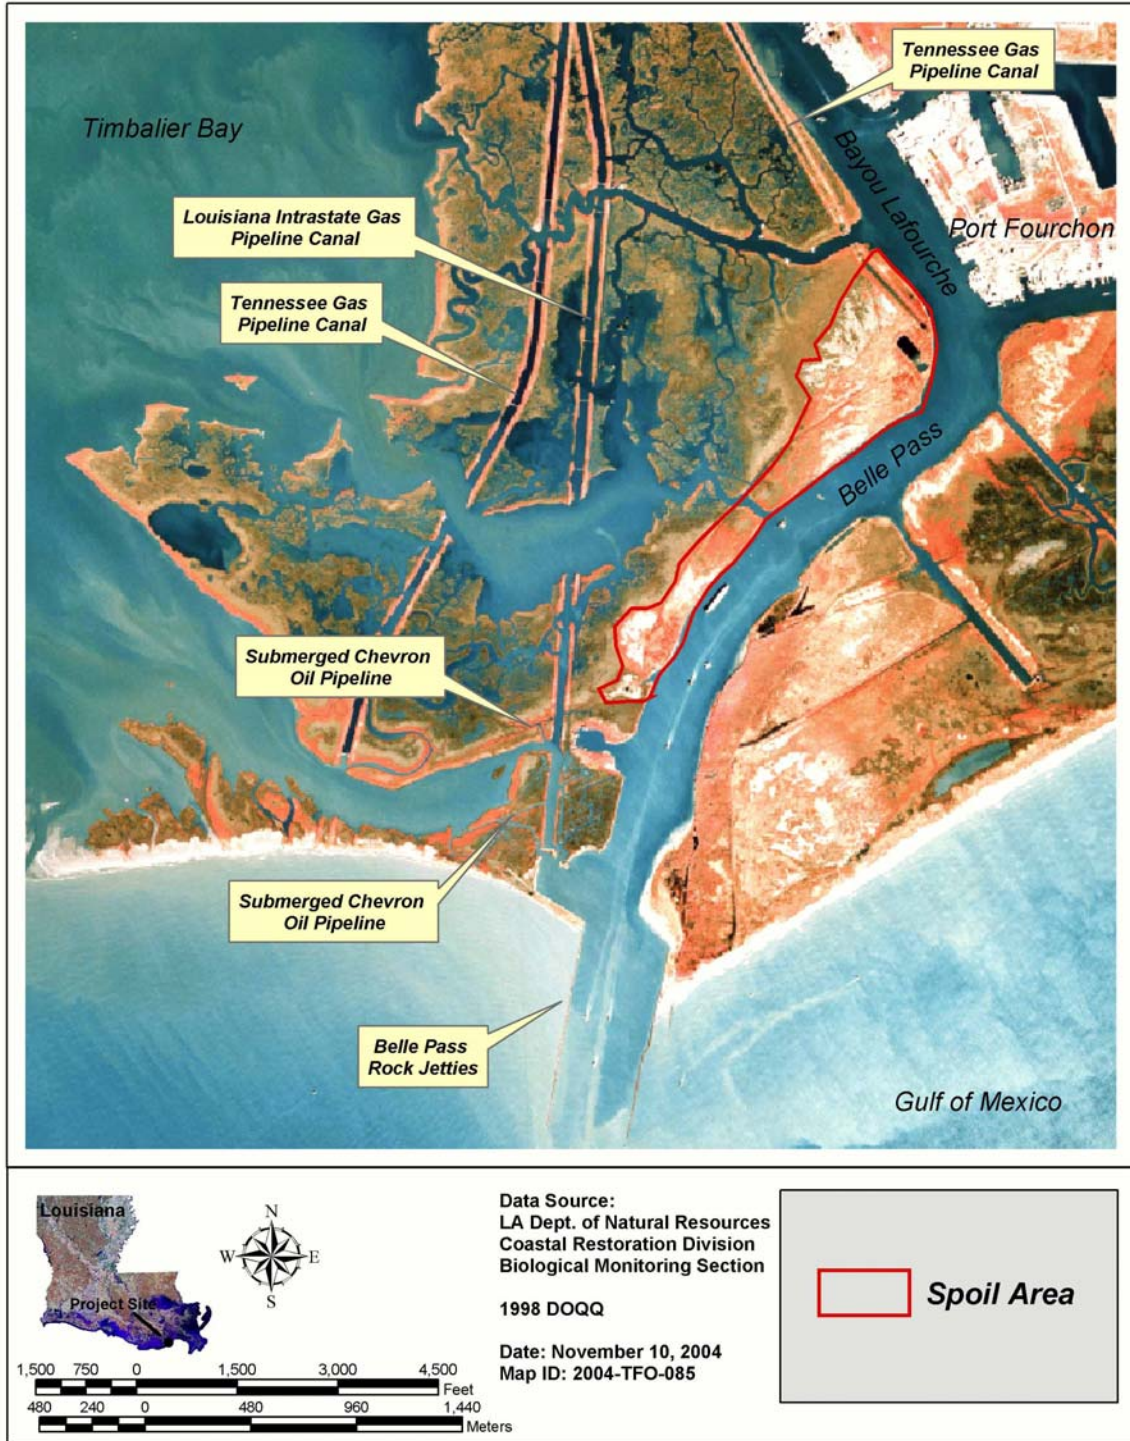 Tennessee Gas
Pipeline Canal
Timbalier Bay
Bayou Lafourche
Louisiana Intrastate Gas
Pipeline Canal
Port Fourchon
Tennessee Gas
Pipeline Canal
Belle Pass
Submerged Chevron
Oil Pipeline
Submerged Chevron
Oil Pipeline
Belle Pass
Rock Jetties
Gulf of Mexico
Louisiana
Project Site
N
W
E
S
1,500 750 0 1,500 3,000 4,500
Feet
480 240 0 480 960 1,440
Meters
Data Source:
LA Dept. of Natural Resources
Coastal Restoration Division
Biological Monitoring Section
1998 DOQQ
Date: November 10, 2004
Map ID: 2004-TFO-085
Spoil Area